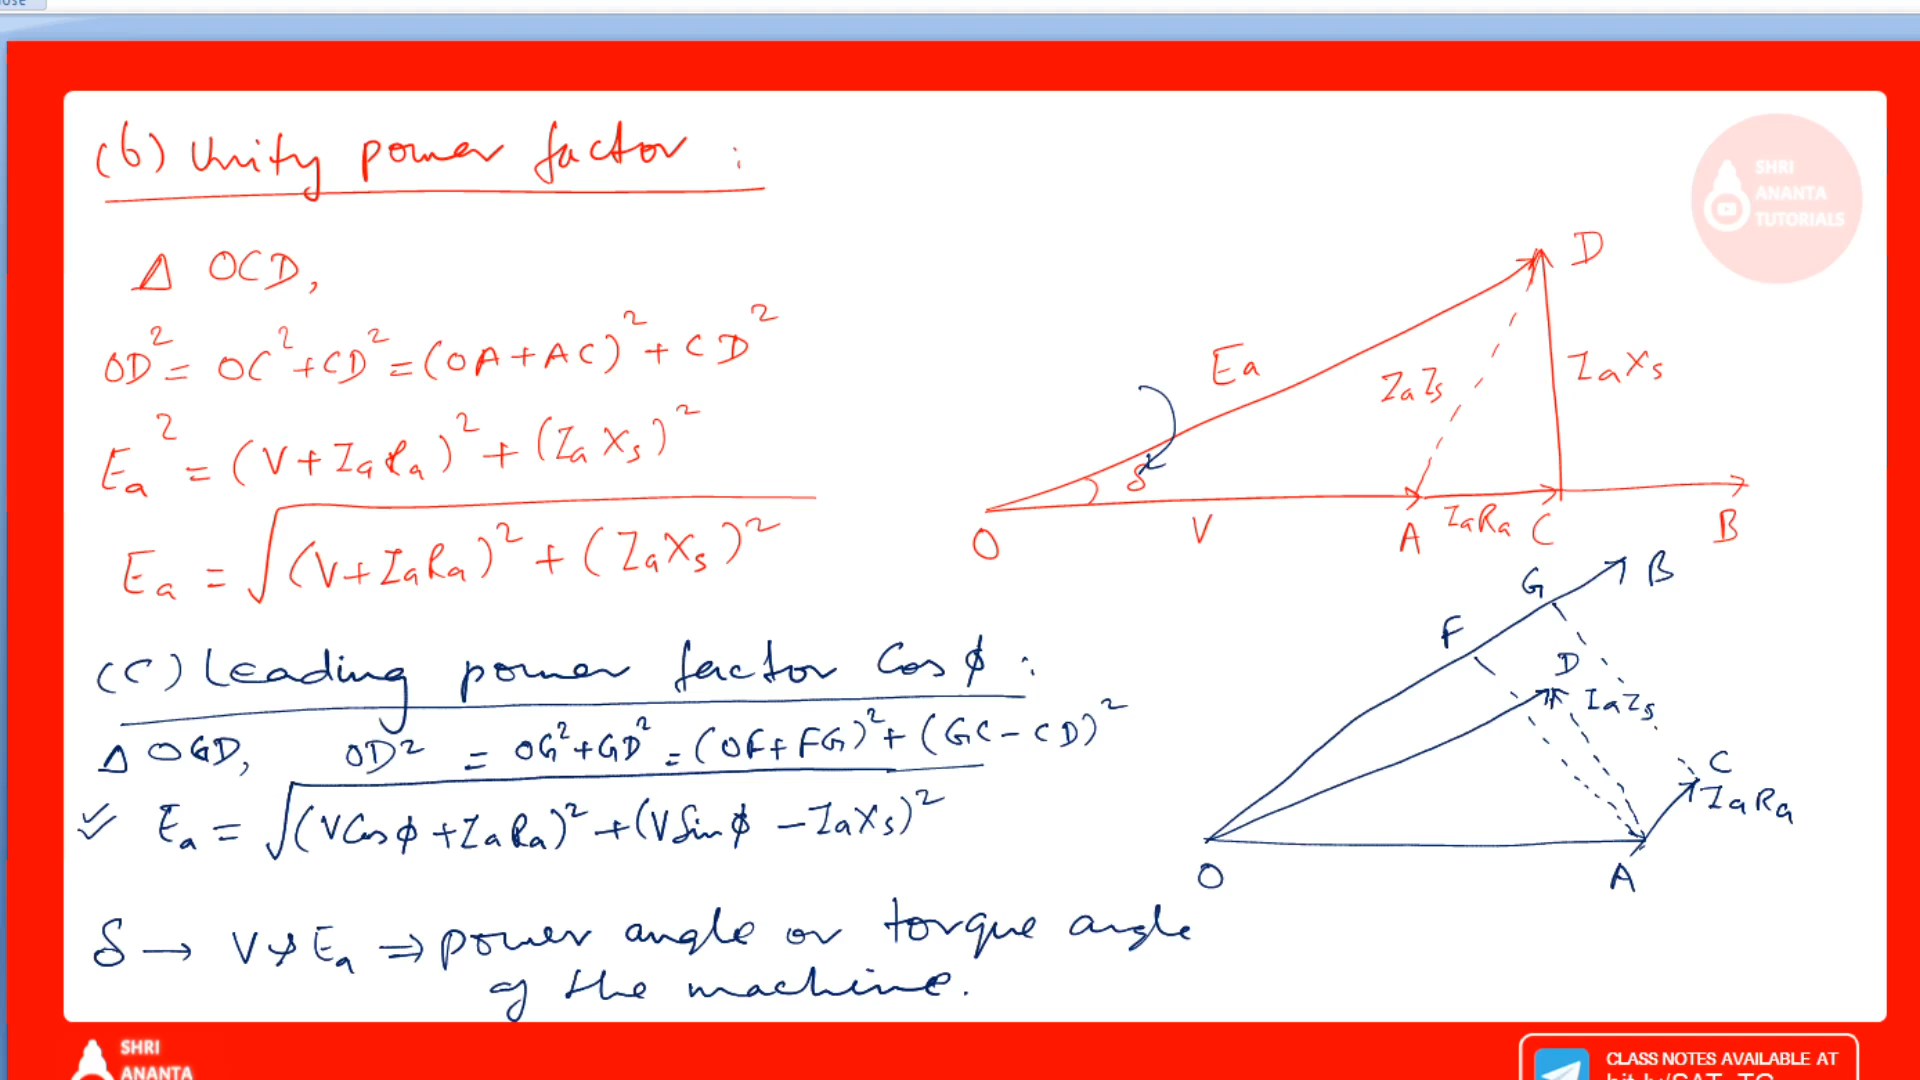 ose
(b) Unity power factor :
SHRI
ANANTA
TUTORIALS
Δ OCD,
OD² = OC² + CD² = (OA + AC)² + CD²
Ea² = (V + IaRa)² + (IaXs)²
Ea = √(V + IaRa)² + (IaXs)²
D
Ea
IaZs
IaXs
δ
O
V
A
IaRa
C
B
(C) Leading power factor Cos ϕ :
Δ OGD, OD² = OG² + GD² = (OF + FG)² + (GC - CD)²
Ea = √(VCos ϕ + IaRa)² + (VSin ϕ - IaXs)²
G
B
F
D
IaZs
C
IaRa
O
A
δ → V & Ea ⇒ power angle or torque angle
of the machine.
SHRI
ANANTA
CLASS NOTES AVAILABLE AT